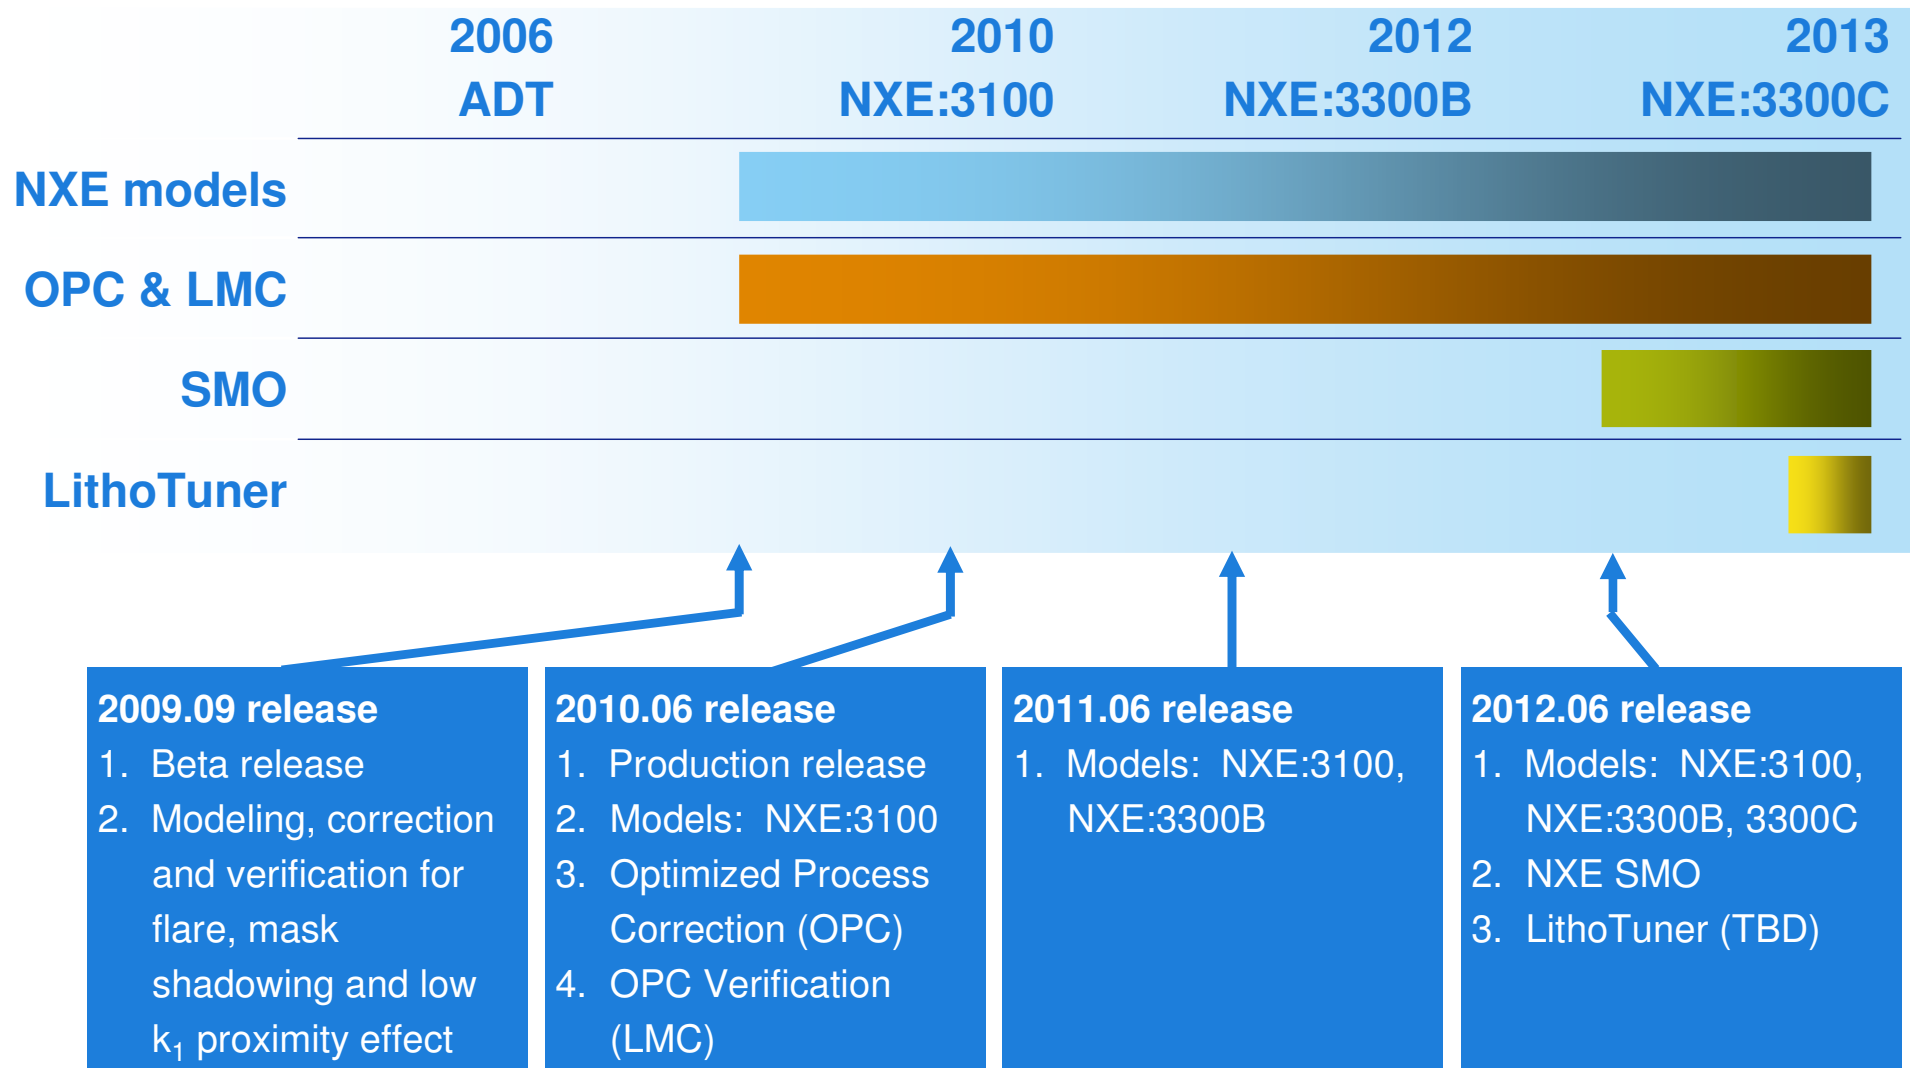 2006 2010 2012 2013
ADT NXE:3100 NXE:3300B NXE:3300C
NXE models
OPC & LMC
SMO
LithoTuner
2009.09 release
1. Beta release
2. Modeling, correction
and verification for
flare, mask
shadowing and low
k₁ proximity effect
2010.06 release
1. Production release
2. Models: NXE:3100
3. Optimized Process
Correction (OPC)
4. OPC Verification
(LMC)
2011.06 release
1. Models: NXE:3100,
NXE:3300B
2012.06 release
1. Models: NXE:3100,
NXE:3300B, 3300C
2. NXE SMO
3. LithoTuner (TBD)